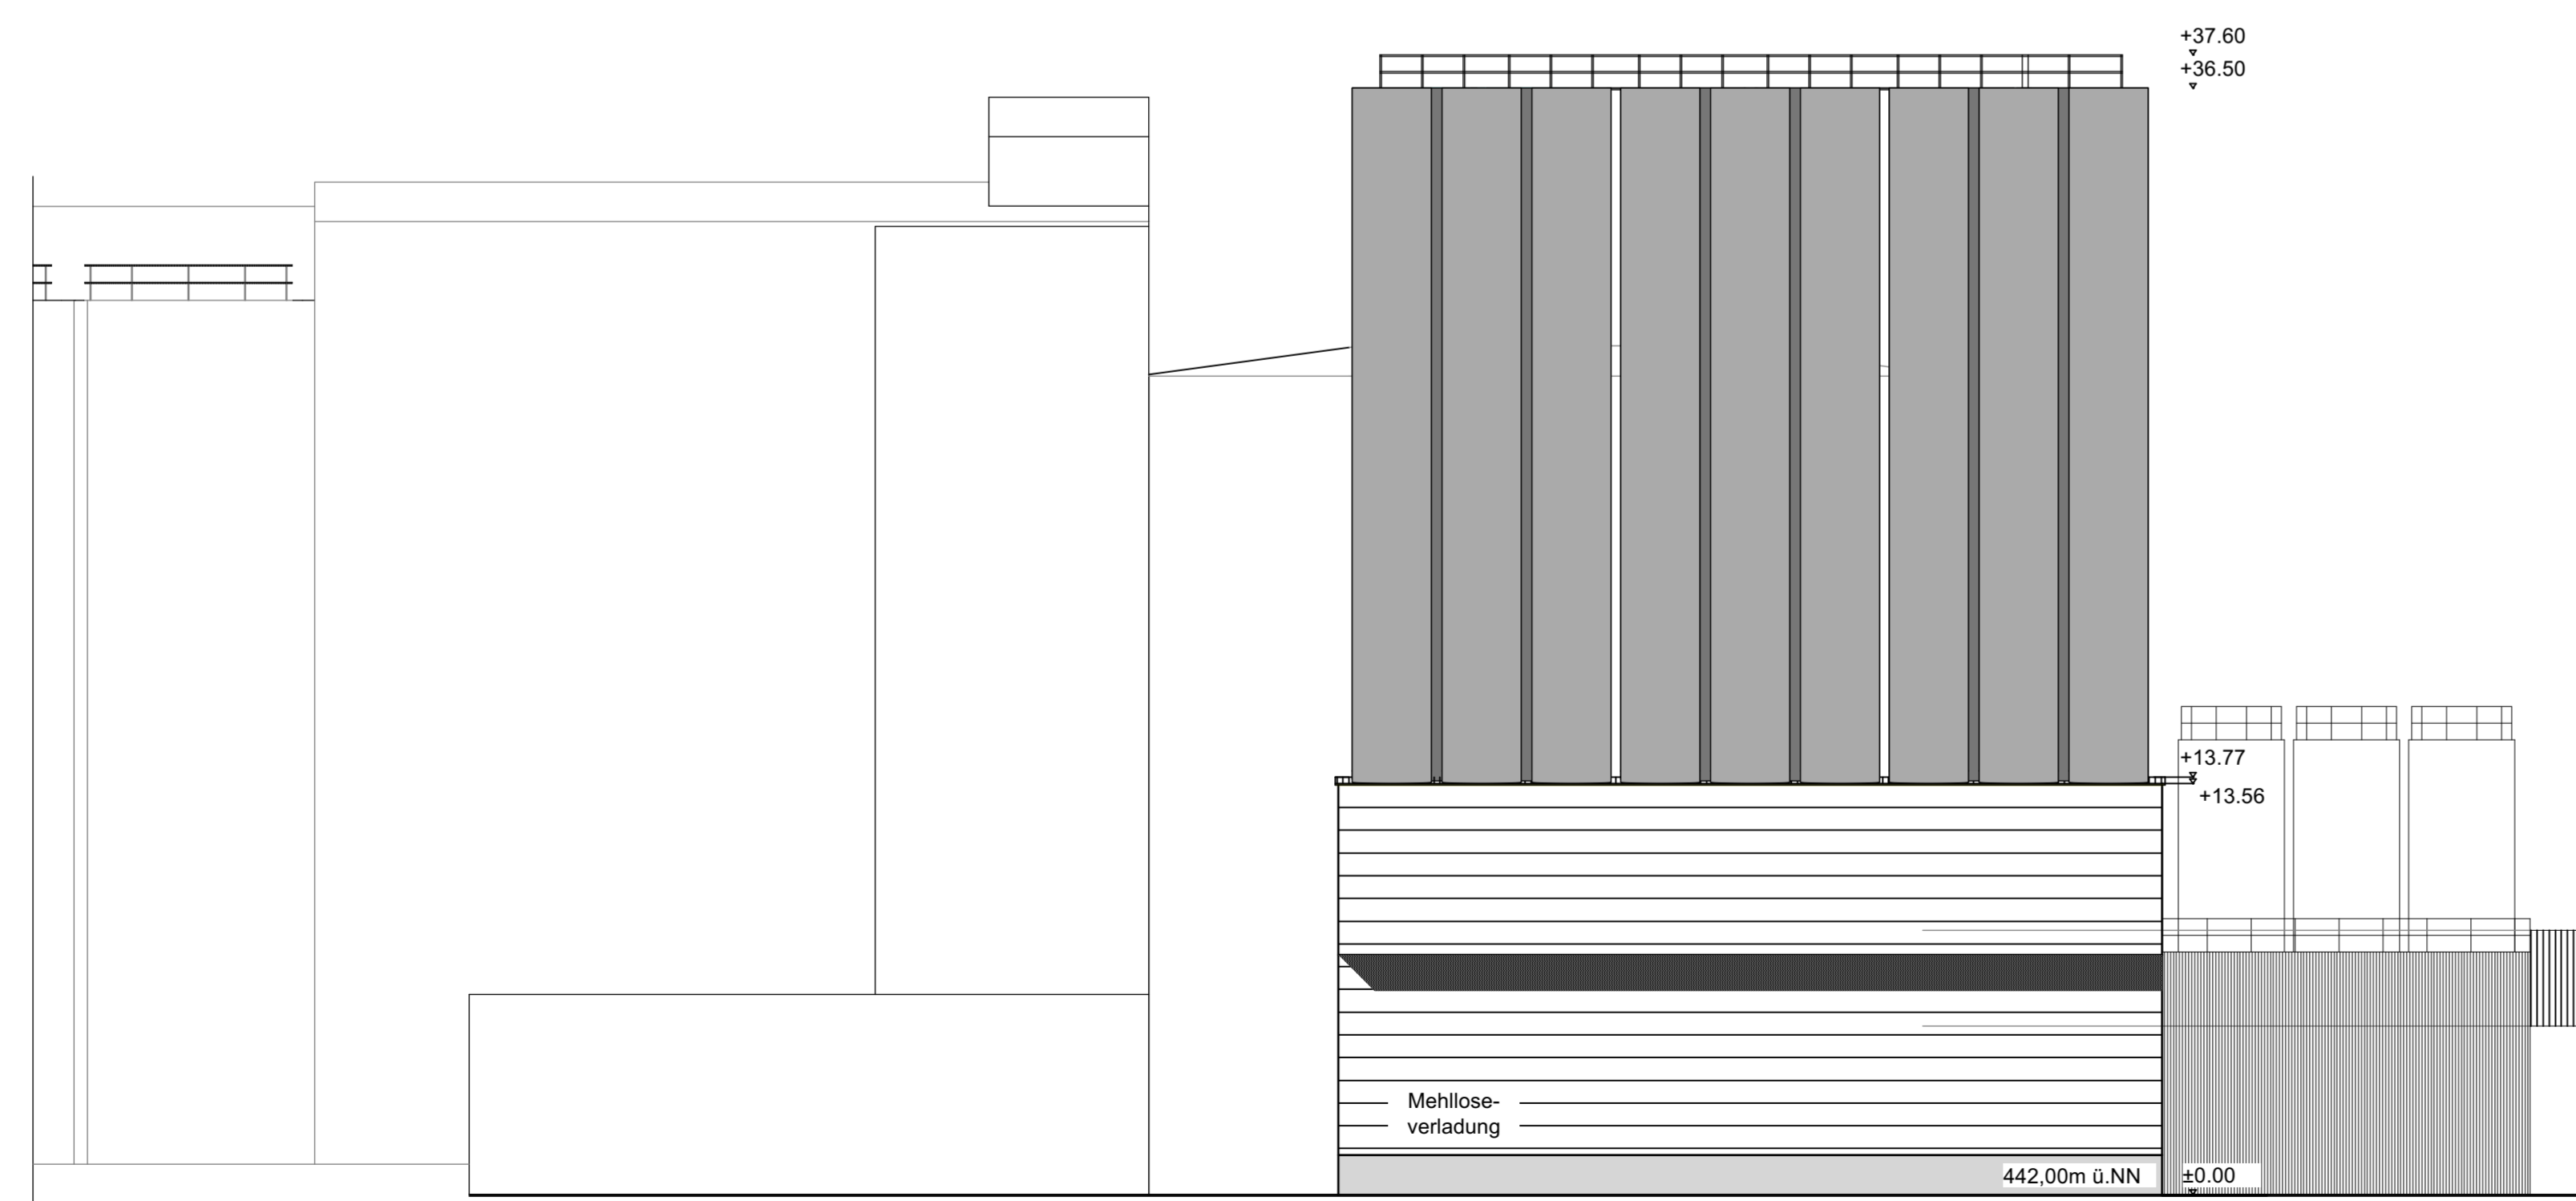 +37.60
+36.50
+13.77
+13.56
Mehllose-
verladung
442,00m ü.NN
±0.00